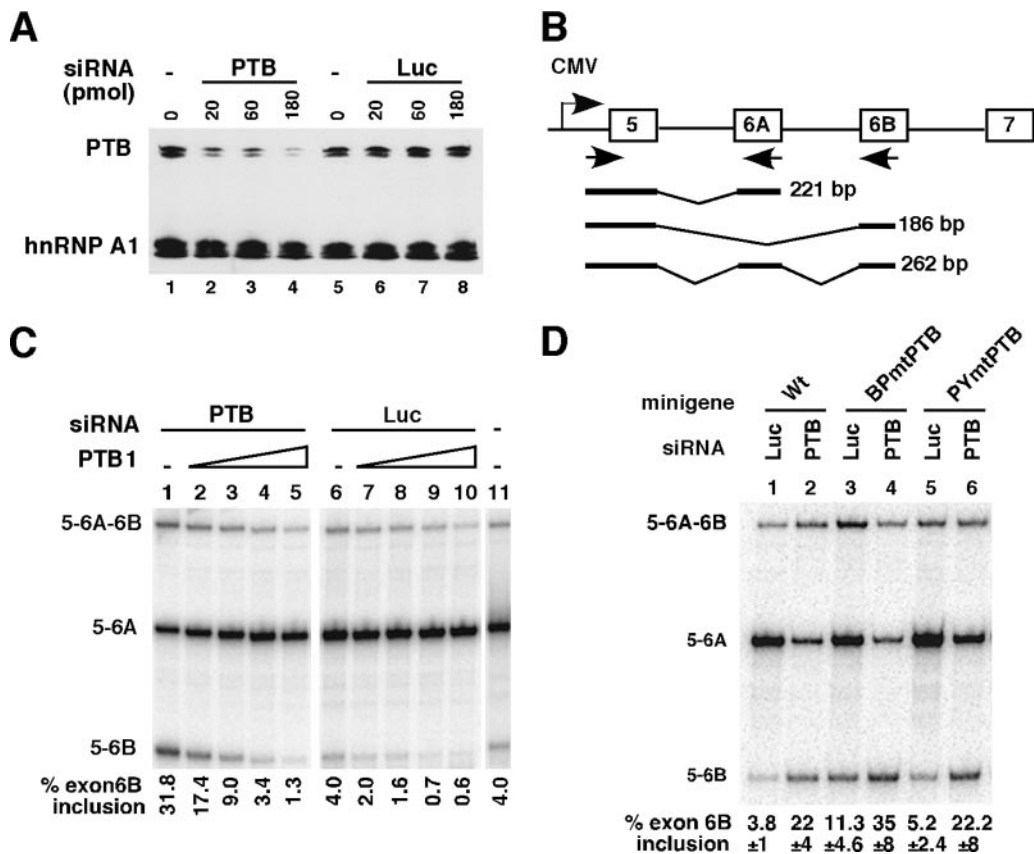 A
siRNA - PTB - Luc
(pmol) 0 20 60 180 0 20 60 180
PTB
hnRNP A1
1 2 3 4 5 6 7 8
B
CMV
5 6A 6B 7
221 bp
186 bp
262 bp
C
siRNA PTB Luc -
PTB1 - -
1 2 3 4 5 6 7 8 9 10 11
5-6A-6B
5-6A
5-6B
% exon6B
inclusion
31.8 17.4 9.0 3.4 1.3 4.0 2.0 1.6 0.7 0.6 4.0
D
minigene Wt BPmtPTB PYmtPTB
siRNA Luc PTB Luc PTB Luc PTB
1 2 3 4 5 6
5-6A-6B
5-6A
5-6B
% exon 6B 3.8 22 11.3 35 5.2 22.2
inclusion ±1 ±4 ±4.6 ±8 ±2.4 ±8